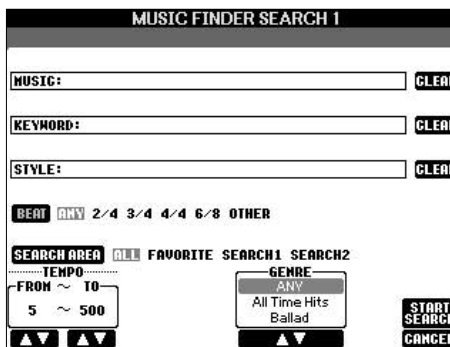 MUSIC FINDER SEARCH 1
MUSIC: CLEAR
KEYWORD: CLEAR
STYLE: CLEAR
BEAT ANY 2/4 3/4 4/4 6/8 OTHER
SEARCH AREA ALL FAVORITE SEARCH1 SEARCH2
TEMPO
FROM ~ TO
5 ~ 500
GENRE
ANY
All Time Hits
Ballad
START
SEARCH
CANCEL